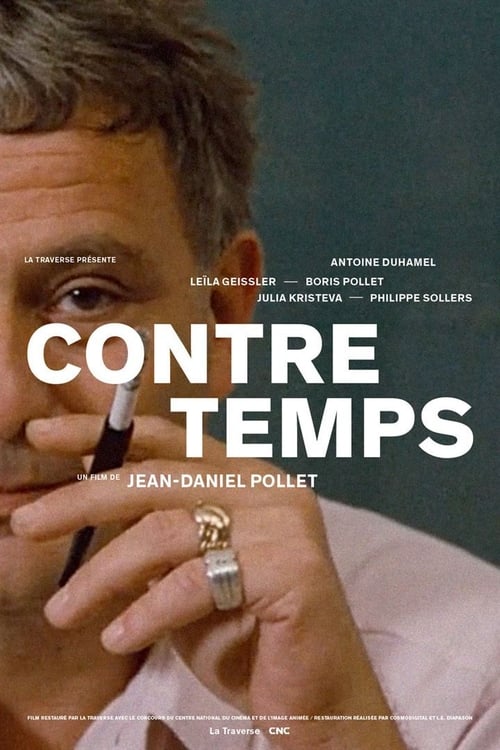 LA TRAVERSE PRÉSENTE
ANTOINE DUHAMEL
LEÏLA GEISSLER — BORIS POLLET
JULIA KRISTEVA — PHILIPPE SOLLERS
CONTRE
TEMPS
UN FILM DE JEAN-DANIEL POLLET
FILM RESTAURÉ PAR LA TRAVERSE AVEC LE CONCOURS DU CENTRE NATIONAL DU CINÉMA ET DE L'IMAGE ANIMÉE / RESTAURATION RÉALISÉE PAR COSMODIGITAL ET L.E. DIAPASON
La Traverse CNC